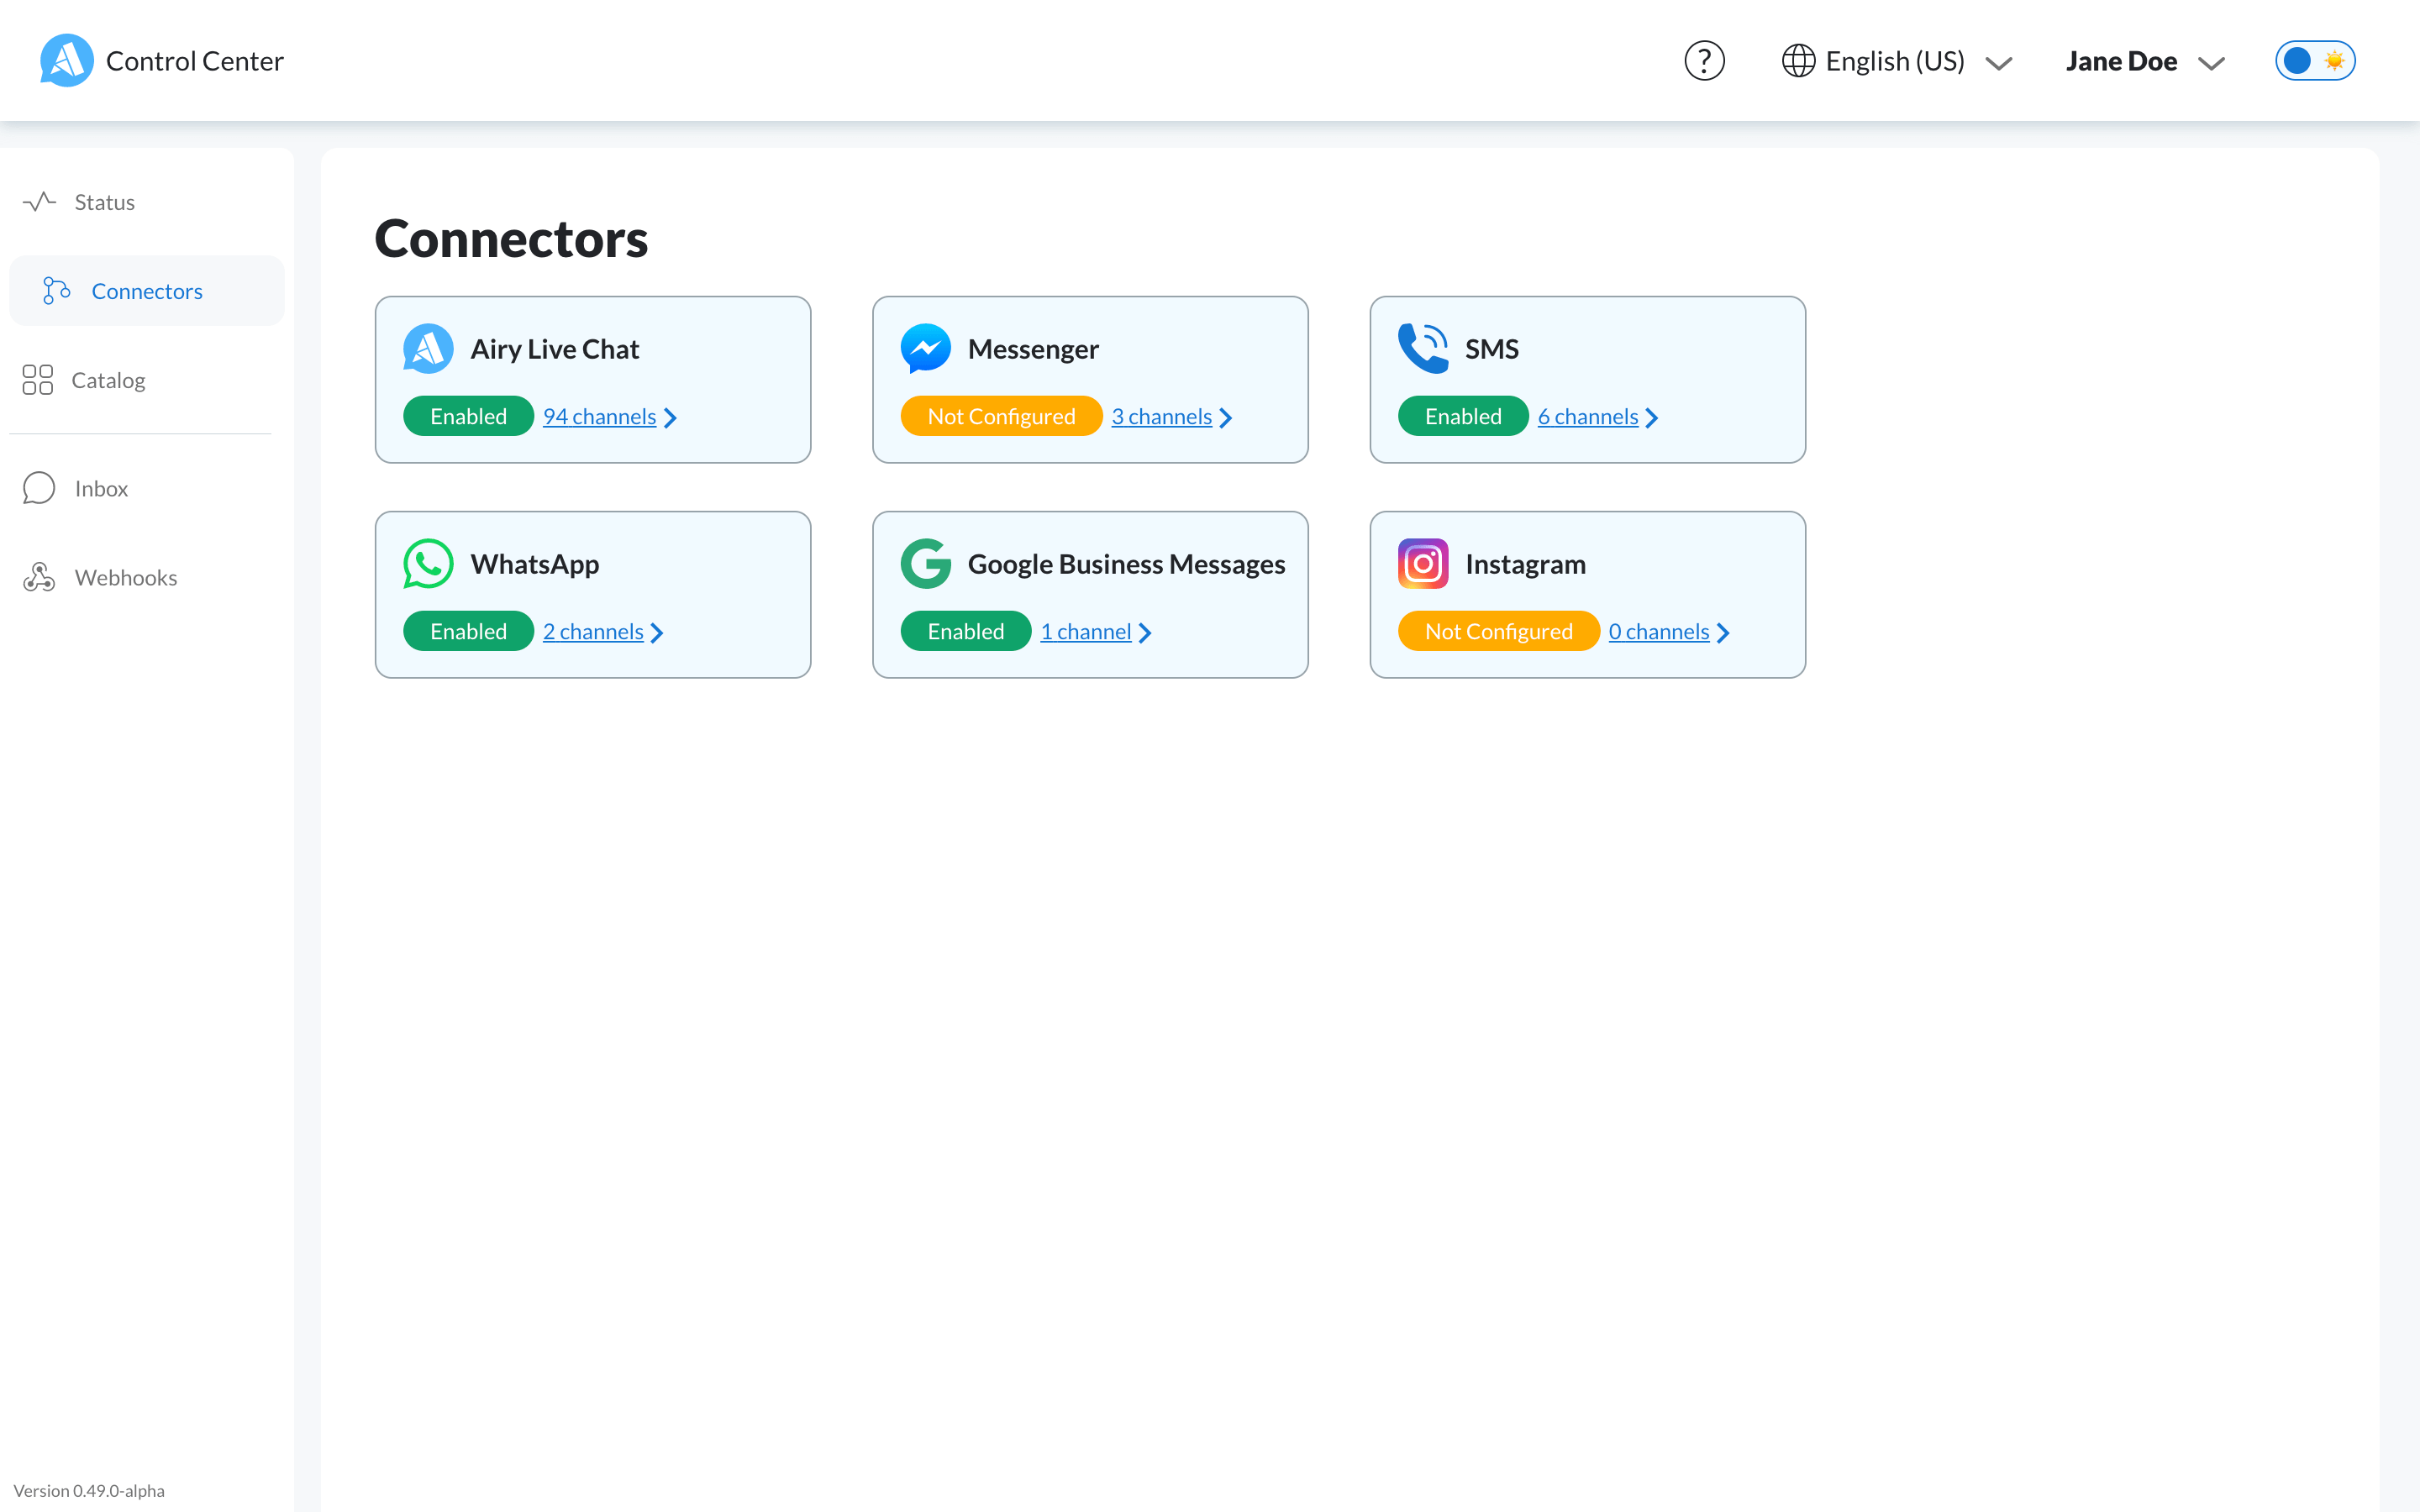 Control Center
?
English (US)
Jane Doe
Status
Connectors
Catalog
Inbox
Webhooks
Version 0.49.0-alpha
Connectors
Airy Live Chat
Enabled 94 channels
Messenger
Not Configured 3 channels
SMS
Enabled 6 channels
WhatsApp
Enabled 2 channels
Google Business Messages
Enabled 1 channel
Instagram
Not Configured 0 channels